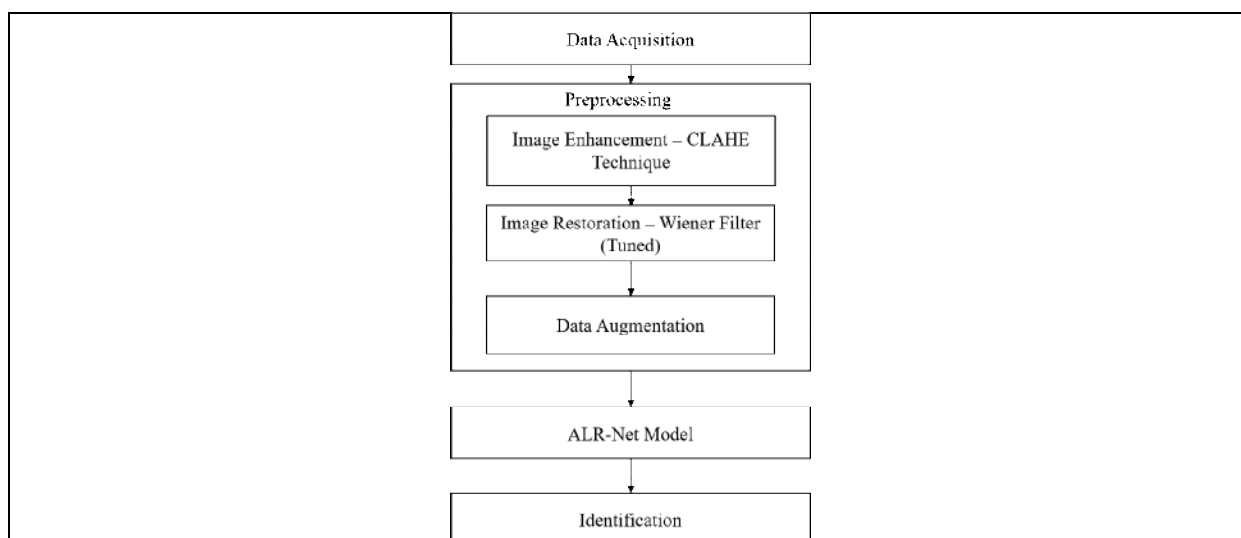 Data Acquisition
Preprocessing
Image Enhancement – CLAHE
Technique
Image Restoration – Wiener Filter
(Tuned)
Data Augmentation
ALR-Net Model
Identification